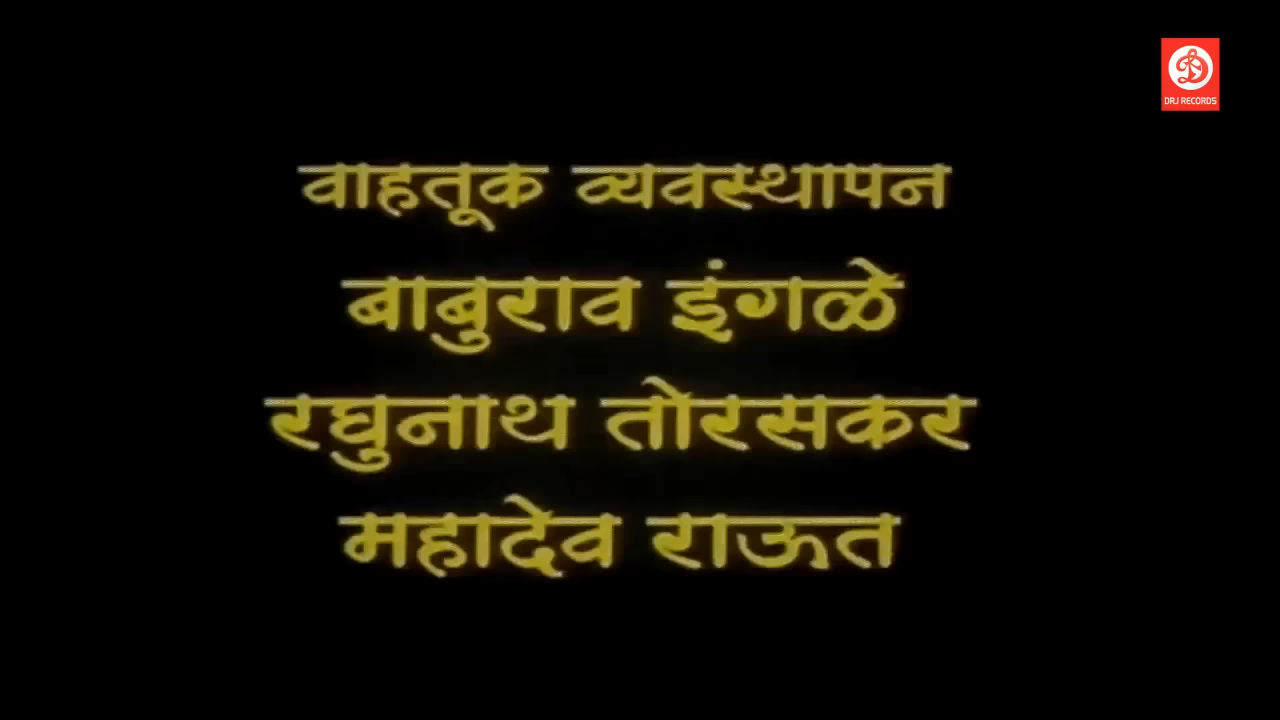 DRJ RECORDS
वाहतूक व्यवस्थापन
बाबुराव इंगळे
रघुनाथ तोरसकर
महादेव राऊत